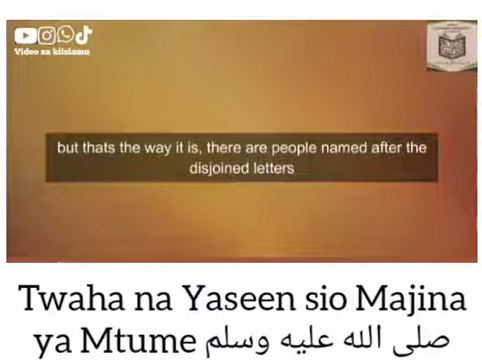 Video za kiislamu
but thats the way it is, there are people named after the
disjoined letters
Twaha na Yaseen sio Majina
ya Mtume صلى الله عليه وسلم